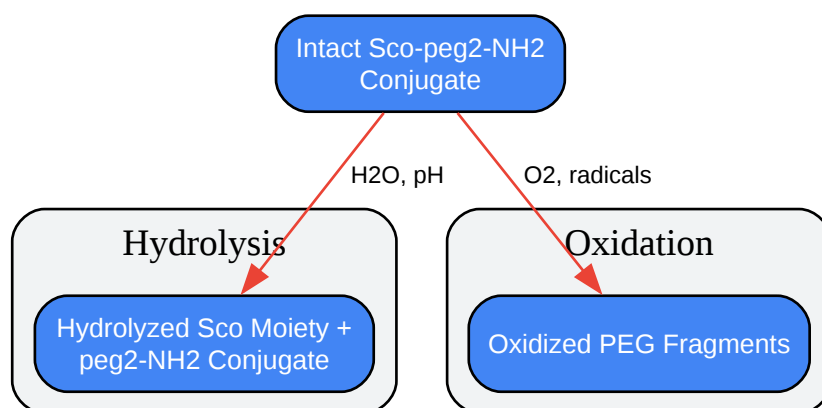 Intact Sco-peg2-NH2
Conjugate
H2O, pH
O2, radicals
Hydrolysis
Oxidation
Hydrolyzed Sco Moiety +
peg2-NH2 Conjugate
Oxidized PEG Fragments